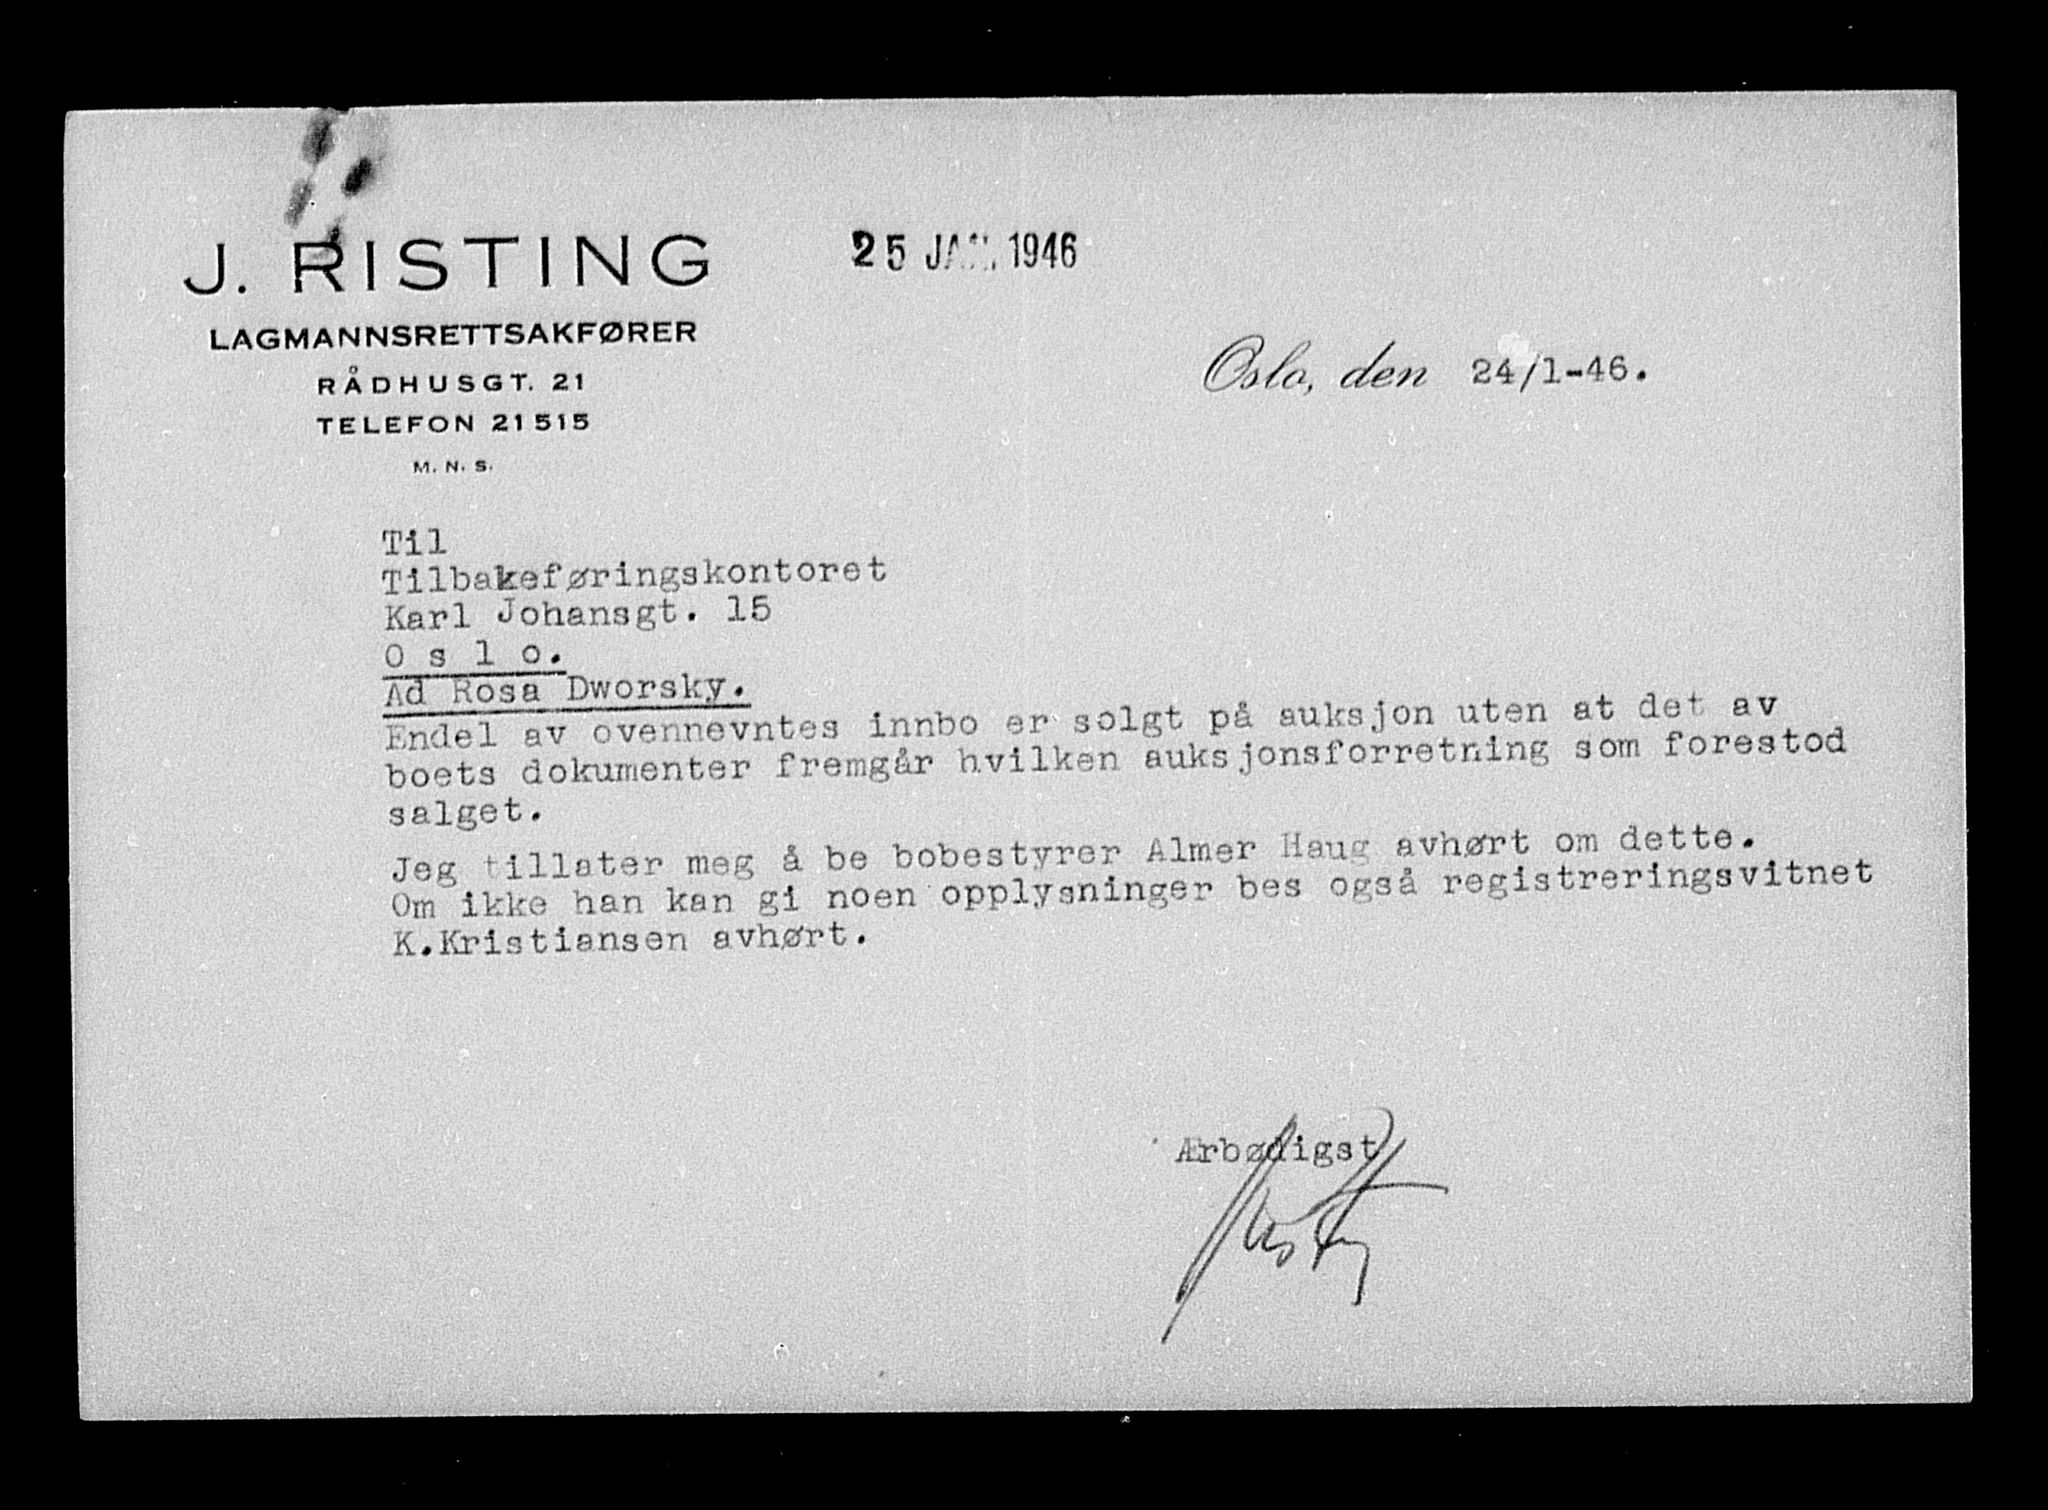 J. RISTING
25 JAN. 1946
LAGMANNSRETTSAKFØRER
RÅDHUSGT. 21
TELEFON 21515
M. N. S.
Oslo, den 24/1-46.
Til
Tilbakeføringskontoret
Karl Johansgt. 15
O s l o.
Ad Rosa Dworsky.
Endel av ovennevntes innbo er solgt på auksjon uten at det av
boets dokumenter fremgår hvilken auksjonsforretning som forestod
salget.
Jeg tillater meg å be bobestyrer Almer Haug avhørt om dette.
Om ikke han kan gi noen opplysninger bes også registreringsvitnet
K.Kristiansen avhørt.
Ærbødigst
JRisting